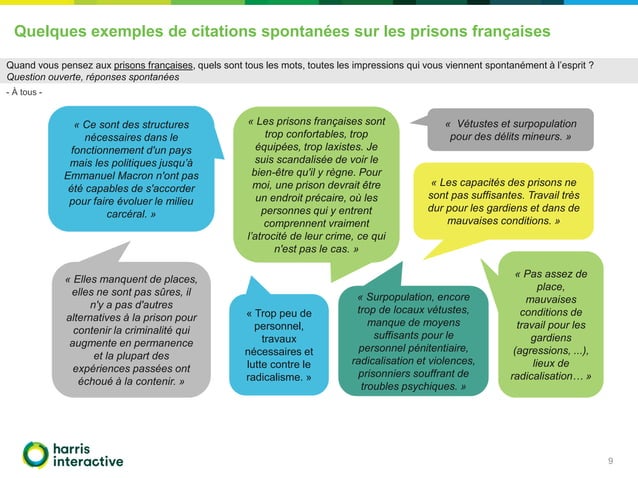 Quelques exemples de citations spontanées sur les prisons françaises
Quand vous pensez aux prisons françaises, quels sont tous les mots, toutes les impressions qui vous viennent spontanément à l'esprit ?
Question ouverte, réponses spontanées
- À tous -
« Ce sont des structures
nécessaires dans le
fonctionnement d'un pays
mais les politiques jusqu'à
Emmanuel Macron n'ont pas
été capables de s'accorder
pour faire évoluer le milieu
carcéral. »
« Les prisons françaises sont
trop confortables, trop
équipées, trop laxistes. Je
suis scandalisée de voir le
bien-être qu'il y règne. Pour
moi, une prison devrait être
un endroit précaire, où les
personnes qui y entrent
comprennent vraiment
l'atrocité de leur crime, ce qui
n'est pas le cas. »
« Vétustes et surpopulation
pour des délits mineurs. »
« Les capacités des prisons ne
sont pas suffisantes. Travail très
dur pour les gardiens et dans de
mauvaises conditions. »
« Elles manquent de places,
elles ne sont pas sûres, il
n'y a pas d'autres
alternatives à la prison pour
contenir la criminalité qui
augmente en permanence
et la plupart des
expériences passées ont
échoué à la contenir. »
« Trop peu de
personnel,
travaux
nécessaires et
lutte contre le
radicalisme. »
« Surpopulation, encore
trop de locaux vétustes,
manque de moyens
suffisants pour le
personnel pénitentiaire,
radicalisation et violences,
prisonniers souffrant de
troubles psychiques. »
« Pas assez de
place,
mauvaises
conditions de
travail pour les
gardiens
(agressions, ...),
lieux de
radicalisation… »
harris
interactive
9